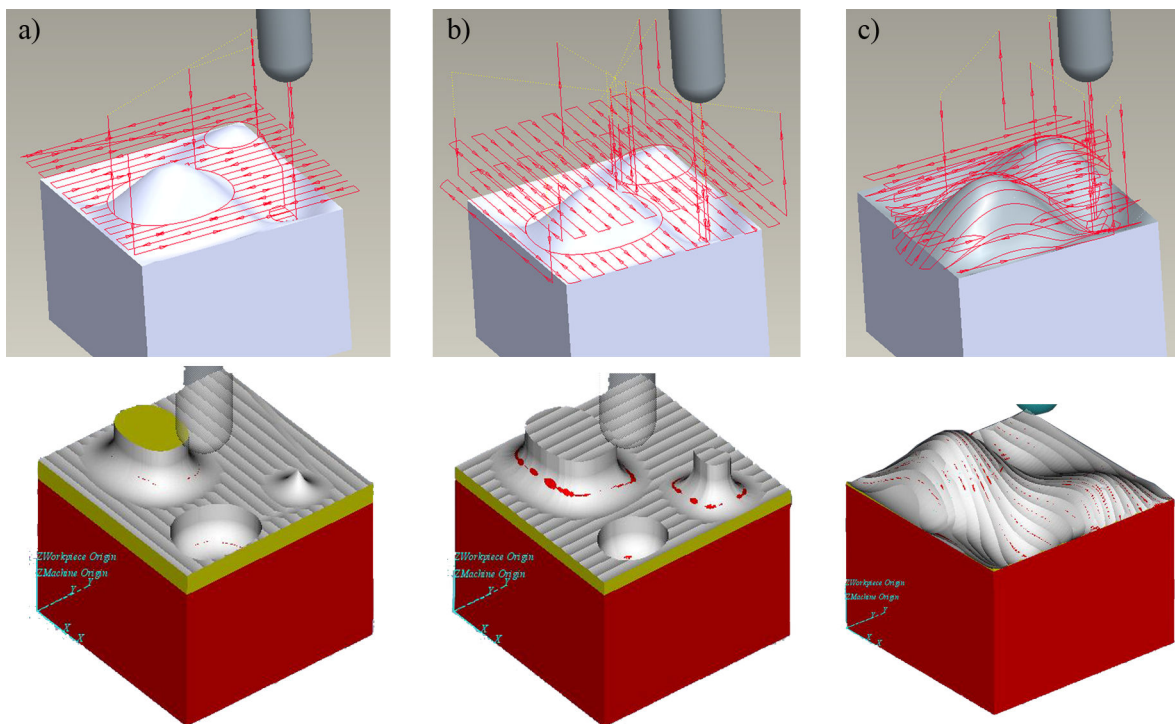 a)
b)
c)
ZWorkpiece Origin
ZMachine Origin
Y
Y
X
X
ZWorkpiece Origin
ZMachine Origin
Y
Y
X
X
ZWorkpiece Origin
ZMachine Origin
Y
Y
X
X